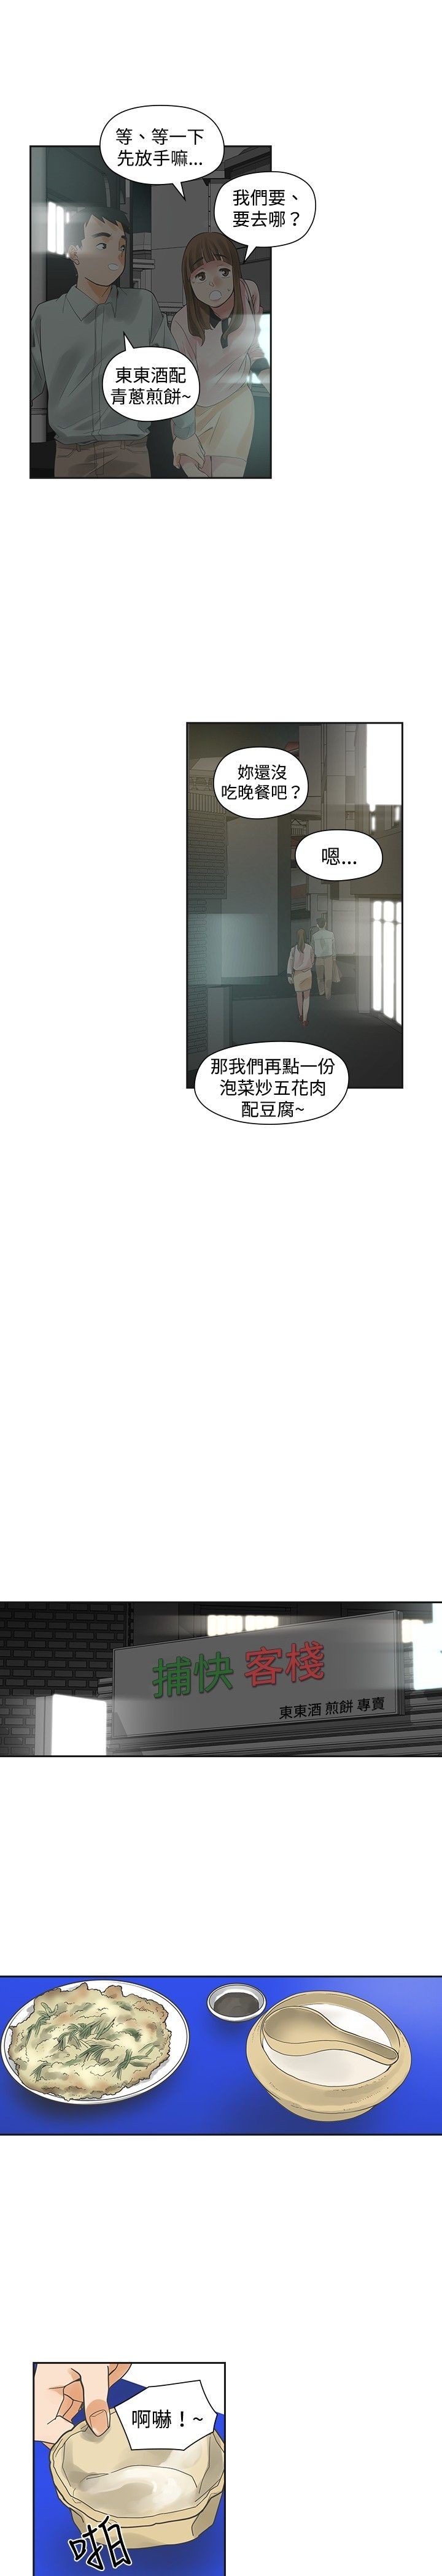 等、等一下
先放手嘛...
我們要、
要去哪？
東東酒配
青蔥煎餅~
妳還沒
吃晚餐吧？
嗯...
那我們再點一份
泡菜炒五花肉
配豆腐~
捕快 客棧
東東酒 煎餅 專賣
啊嚇！~
啪